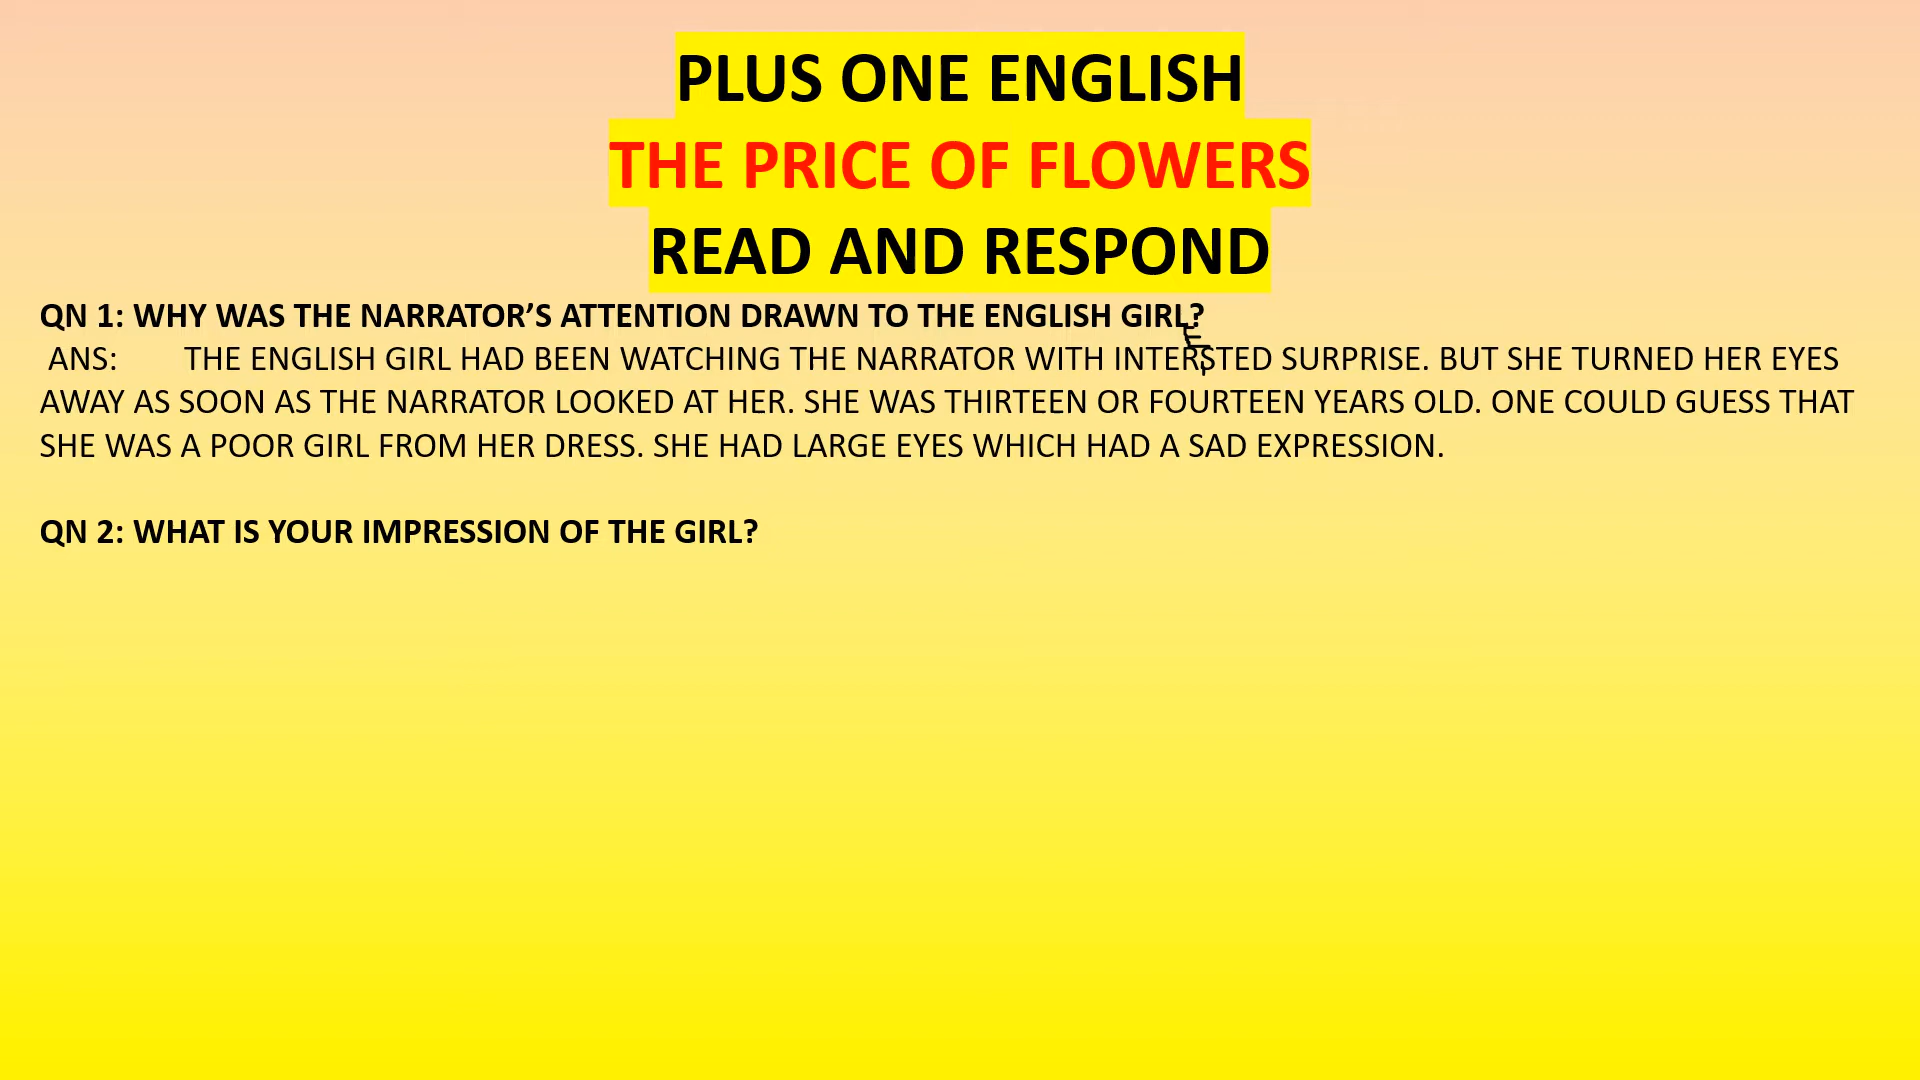 PLUS ONE ENGLISH
THE PRICE OF FLOWERS
READ AND RESPOND
QN 1: WHY WAS THE NARRATOR’S ATTENTION DRAWN TO THE ENGLISH GIRL?
E
ANS: THE ENGLISH GIRL HAD BEEN WATCHING THE NARRATOR WITH INTERSTED SURPRISE. BUT SHE TURNED HER EYES
AWAY AS SOON AS THE NARRATOR LOOKED AT HER. SHE WAS THIRTEEN OR FOURTEEN YEARS OLD. ONE COULD GUESS THAT
SHE WAS A POOR GIRL FROM HER DRESS. SHE HAD LARGE EYES WHICH HAD A SAD EXPRESSION.
QN 2: WHAT IS YOUR IMPRESSION OF THE GIRL?